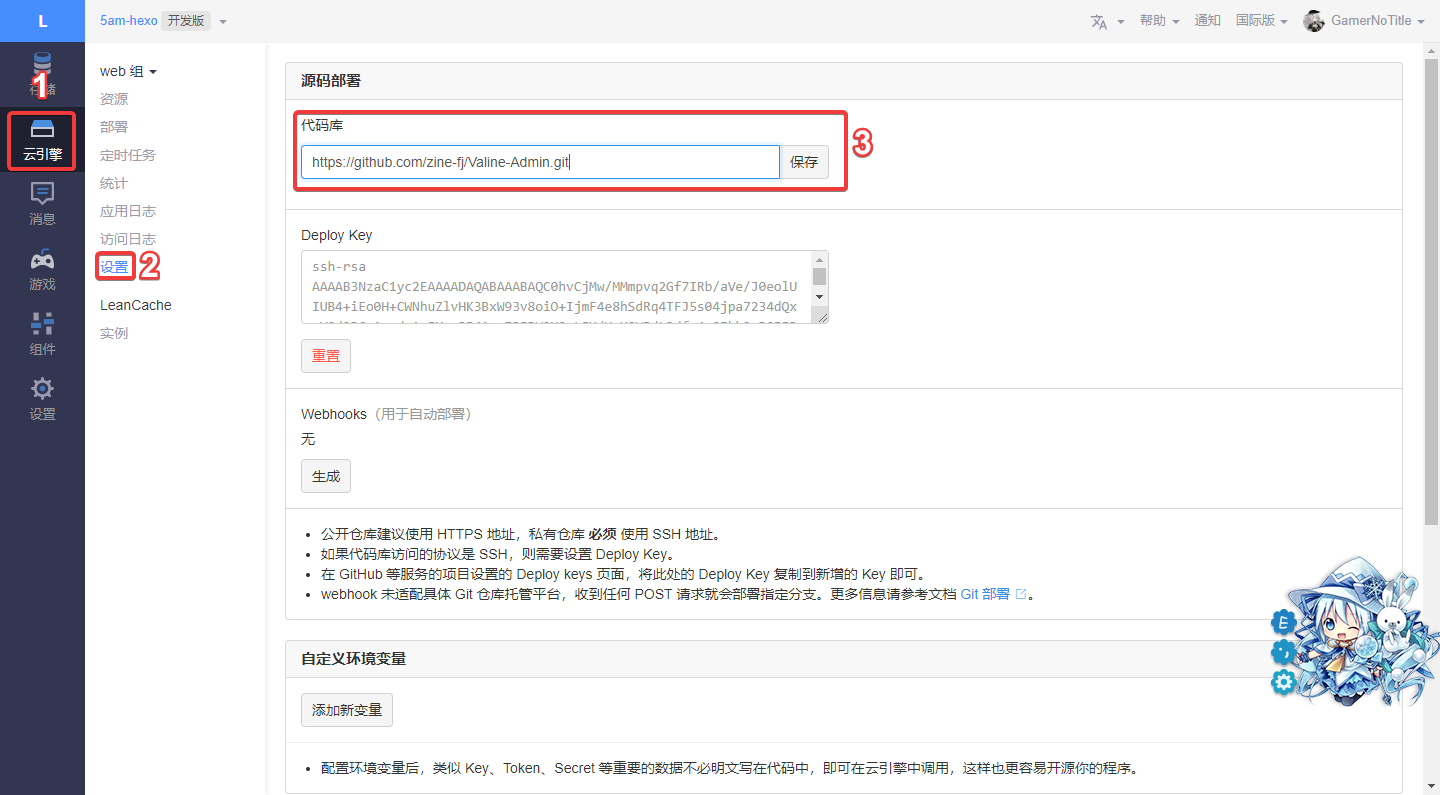 L
5am-hexo 开发版
帮助
通知
国际版
GamerNoTitle
存储
1
云引擎
消息
游戏
组件
设置
web 组
资源
部署
定时任务
统计
应用日志
访问日志
设置 2
LeanCache
实例
源码部署
代码库
https://github.com/zine-fj/Valine-Admin.git 保存
3
Deploy Key
ssh-rsa
AAAAB3NzaC1yc2EAAAADAQABAAABAQC0hvCjMw/MMmpvq2Gf7IRb/aVe/J0eolU
IUB4+iEo0H+CWNhuZlvHK3BxW93v8oiO+IjmF4e8hSdRq4TFJ5s04jpa7234dQx
重置
Webhooks（用于自动部署）
无
生成
公开仓库建议使用 HTTPS 地址，私有仓库 必须 使用 SSH 地址。
如果代码库访问的协议是 SSH，则需要设置 Deploy Key。
在 GitHub 等服务的项目设置的 Deploy keys 页面，将此处的 Deploy Key 复制到新增的 Key 即可。
webhook 未适配具体 Git 仓库托管平台，收到任何 POST 请求就会部署指定分支。更多信息请参考文档 Git 部署 。
E
自定义环境变量
添加新变量
配置环境变量后，类似 Key、Token、Secret 等重要的数据不必明文写在代码中，即可在云引擎中调用，这样也更容易开源你的程序。